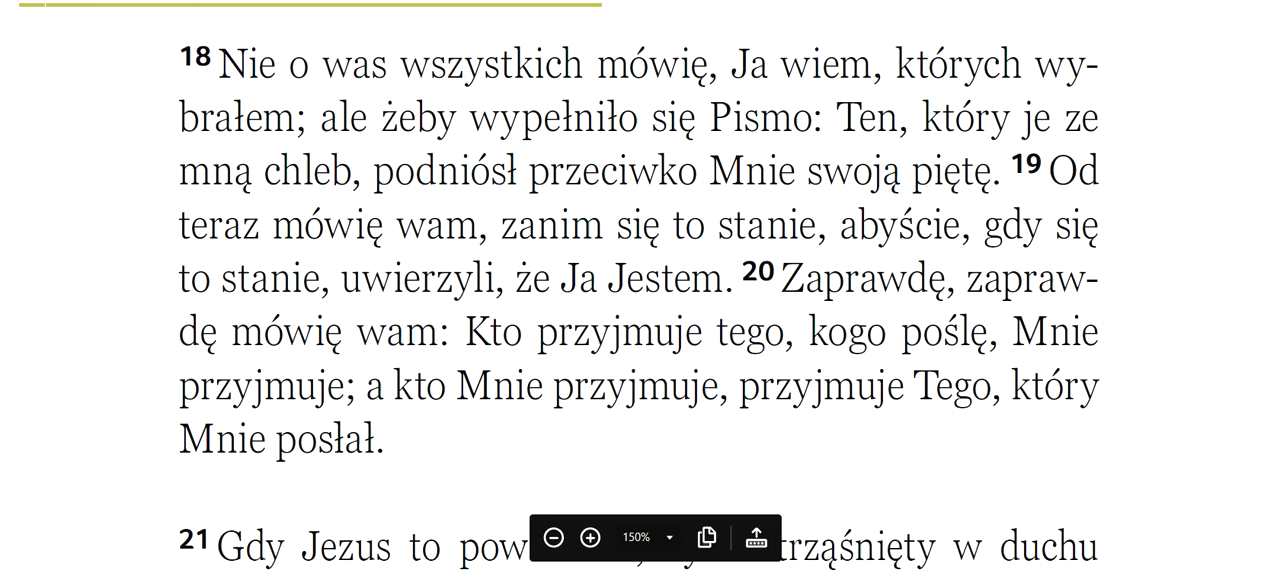 18 Nie o was wszystkich mówię, Ja wiem, których wy-
brałem; ale żeby wypełniło się Pismo: Ten, który je ze
mną chleb, podniósł przeciwko Mnie swoją piętę. 19 Od
teraz mówię wam, zanim się to stanie, abyście, gdy się
to stanie, uwierzyli, że Ja Jestem. 20 Zaprawdę, zapraw-
dę mówię wam: Kto przyjmuje tego, kogo poślę, Mnie
przyjmuje; a kto Mnie przyjmuje, przyjmuje Tego, który
Mnie posłał.
21 Gdy Jezus to pow trząśnięty w duchu
150%